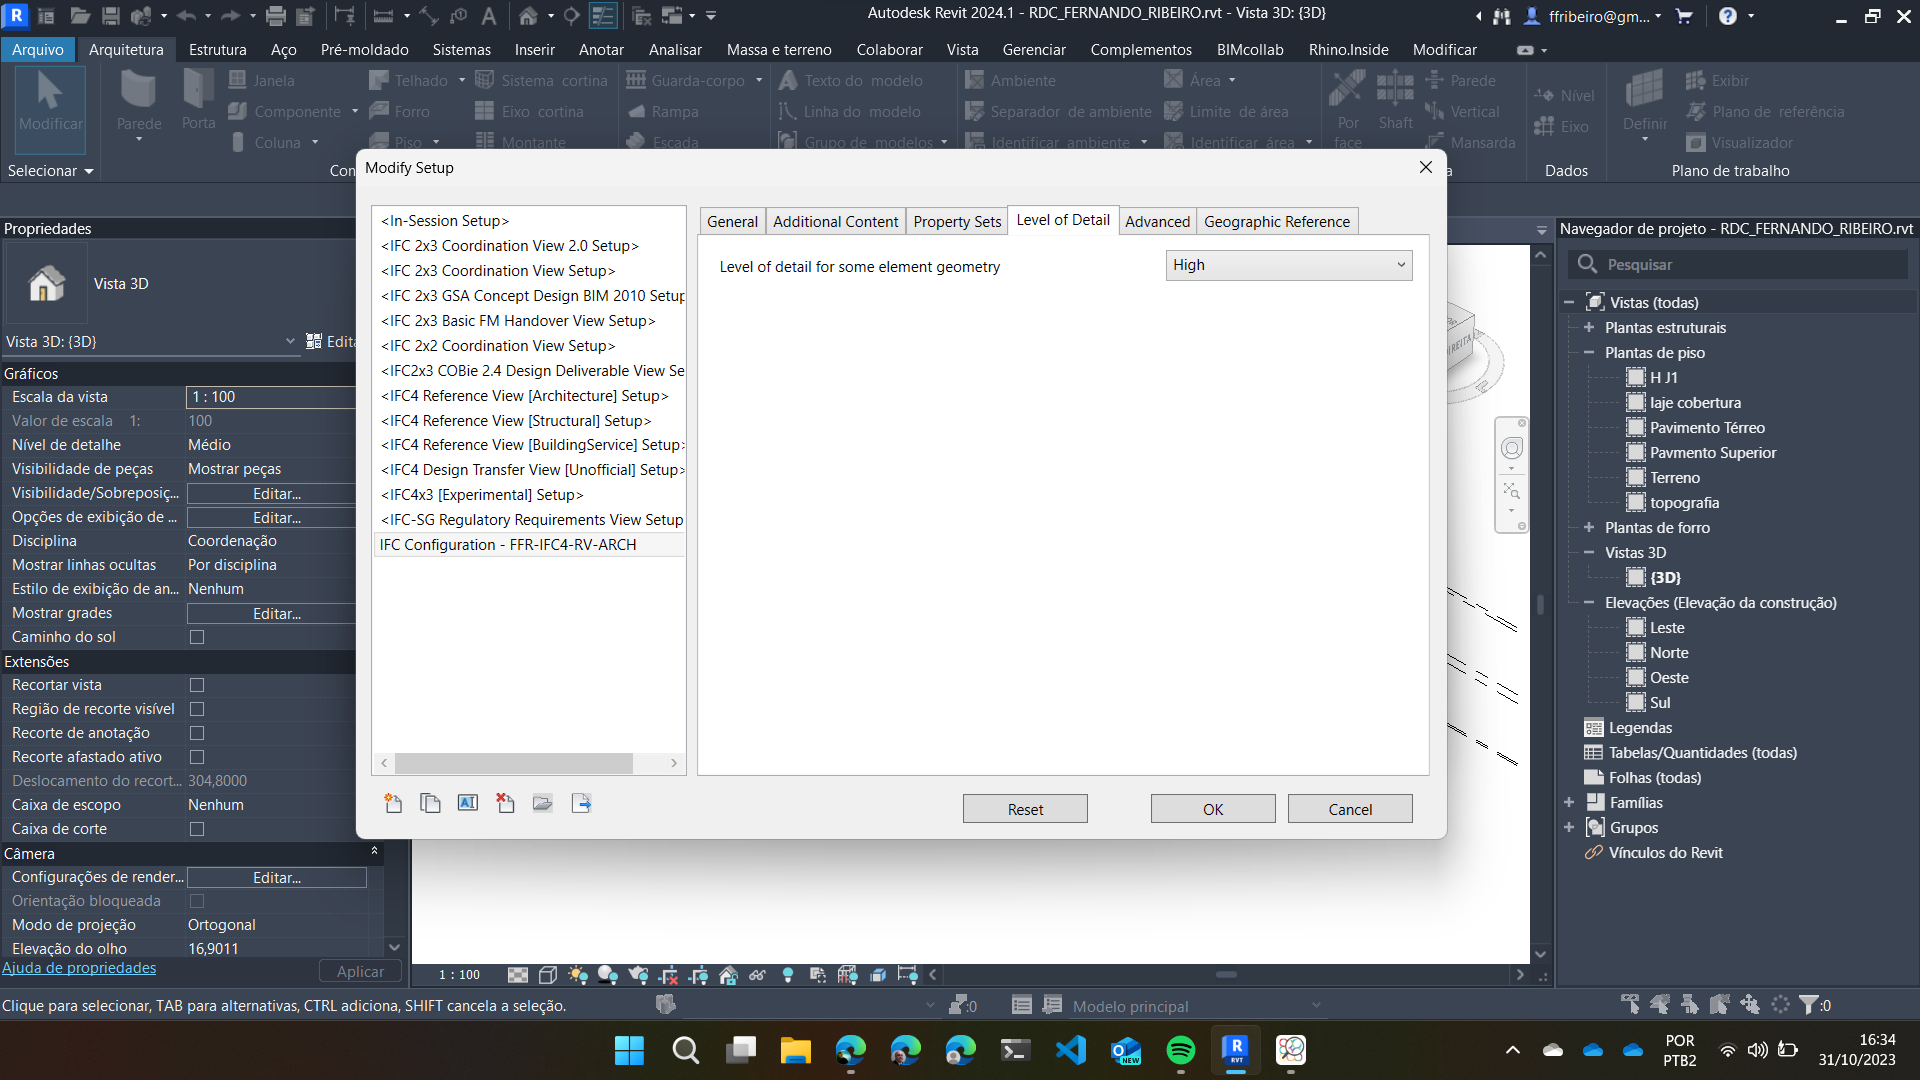 Autodesk Revit 2024.1 - RDC_FERNANDO_RIBEIRO.rvt - Vista 3D: {3D}
ffribeiro@gm...
Arquivo Arquitetura Estrutura Aço Pré-moldado Sistemas Inserir Anotar Analisar Massa e terreno Colaborar Vista Gerenciar Complementos BIMcollab Rhino.Inside Modificar
Modificar
Parede
Porta
Janela
Componente
Coluna
Telhado
Forro
Piso
Sistema cortina
Eixo cortina
Montante
Guarda-corpo
Rampa
Escada
Texto do modelo
Linha do modelo
Grupo de modelos
Ambiente
Separador de ambiente
Identificar ambiente
Área
Limite de área
Identificar área
Por
face
Shaft
Parede
Vertical
Mansarda
Nível
Eixo
Definir
Exibir
Plano de referência
Visualizador
Selecionar
Con
a
Dados
Plano de trabalho
Propriedades
Vista 3D
Vista 3D: {3D}
Edita
Gráficos
Escala da vista 1 : 100
Valor de escala 1: 100
Nível de detalhe Médio
Visibilidade de peças Mostrar peças
Visibilidade/Sobreposiç... Editar...
Opções de exibição de ... Editar...
Disciplina Coordenação
Mostrar linhas ocultas Por disciplina
Estilo de exibição de an... Nenhum
Mostrar grades Editar...
Caminho do sol
Extensões
Recortar vista
Região de recorte visível
Recorte de anotação
Recorte afastado ativo
Deslocamento do recort... 304,8000
Caixa de escopo Nenhum
Caixa de corte
Câmera
Configurações de render... Editar...
Orientação bloqueada
Modo de projeção Ortogonal
Elevação do olho 16,9011
Ajuda de propriedades
Aplicar
Modify Setup
<In-Session Setup>
<IFC 2x3 Coordination View 2.0 Setup>
<IFC 2x3 Coordination View Setup>
<IFC 2x3 GSA Concept Design BIM 2010 Setup
<IFC 2x3 Basic FM Handover View Setup>
<IFC 2x2 Coordination View Setup>
<IFC2x3 COBie 2.4 Design Deliverable View Se
<IFC4 Reference View [Architecture] Setup>
<IFC4 Reference View [Structural] Setup>
<IFC4 Reference View [BuildingService] Setup>
<IFC4 Design Transfer View [Unofficial] Setup>
<IFC4x3 [Experimental] Setup>
<IFC-SG Regulatory Requirements View Setup
IFC Configuration - FFR-IFC4-RV-ARCH
General Additional Content Property Sets Level of Detail Advanced Geographic Reference
Level of detail for some element geometry High
Reset OK Cancel
DIREITA
Navegador de projeto - RDC_FERNANDO_RIBEIRO.rvt
Pesquisar
Vistas (todas)
Plantas estruturais
Plantas de piso
H J1
laje cobertura
Pavimento Térreo
Pavmento Superior
Terreno
topografia
Plantas de forro
Vistas 3D
{3D}
Elevações (Elevação da construção)
Leste
Norte
Oeste
Sul
Legendas
Tabelas/Quantidades (todas)
Folhas (todas)
Famílias
Grupos
Vínculos do Revit
1 : 100
Clique para selecionar, TAB para alternativas, CTRL adiciona, SHIFT cancela a seleção.
:0
Modelo principal
:0
NEW
R
RVT
POR
PTB2
16:34
31/10/2023